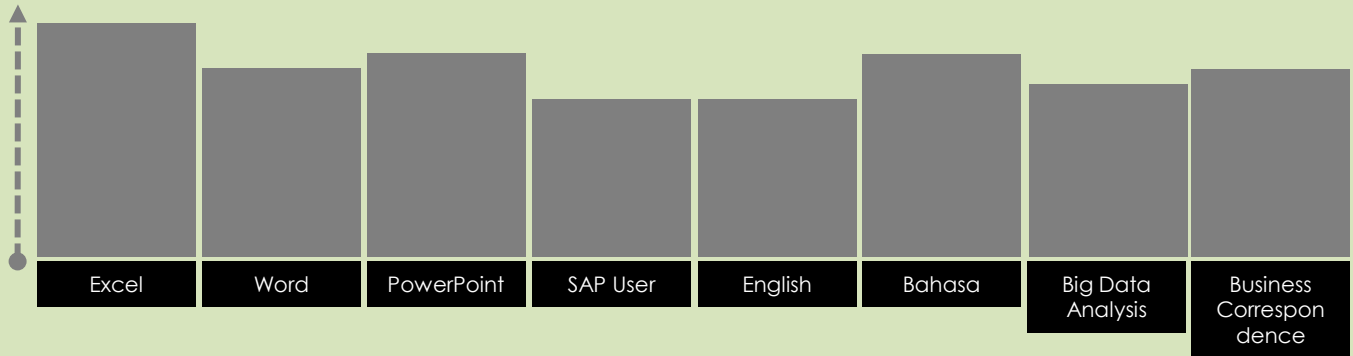 Excel
Word
PowerPoint
SAP User
English
Bahasa
Big Data
Analysis
Business
Correspon
dence